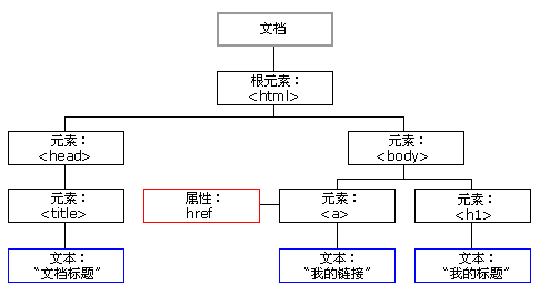 文档
根元素：
<html>
元素：
<head>
元素：
<body>
元素：
<title>
属性：
href
元素：
<a>
元素：
<h1>
文本：
“文档标题”
文本：
“我的链接”
文本：
“我的标题”